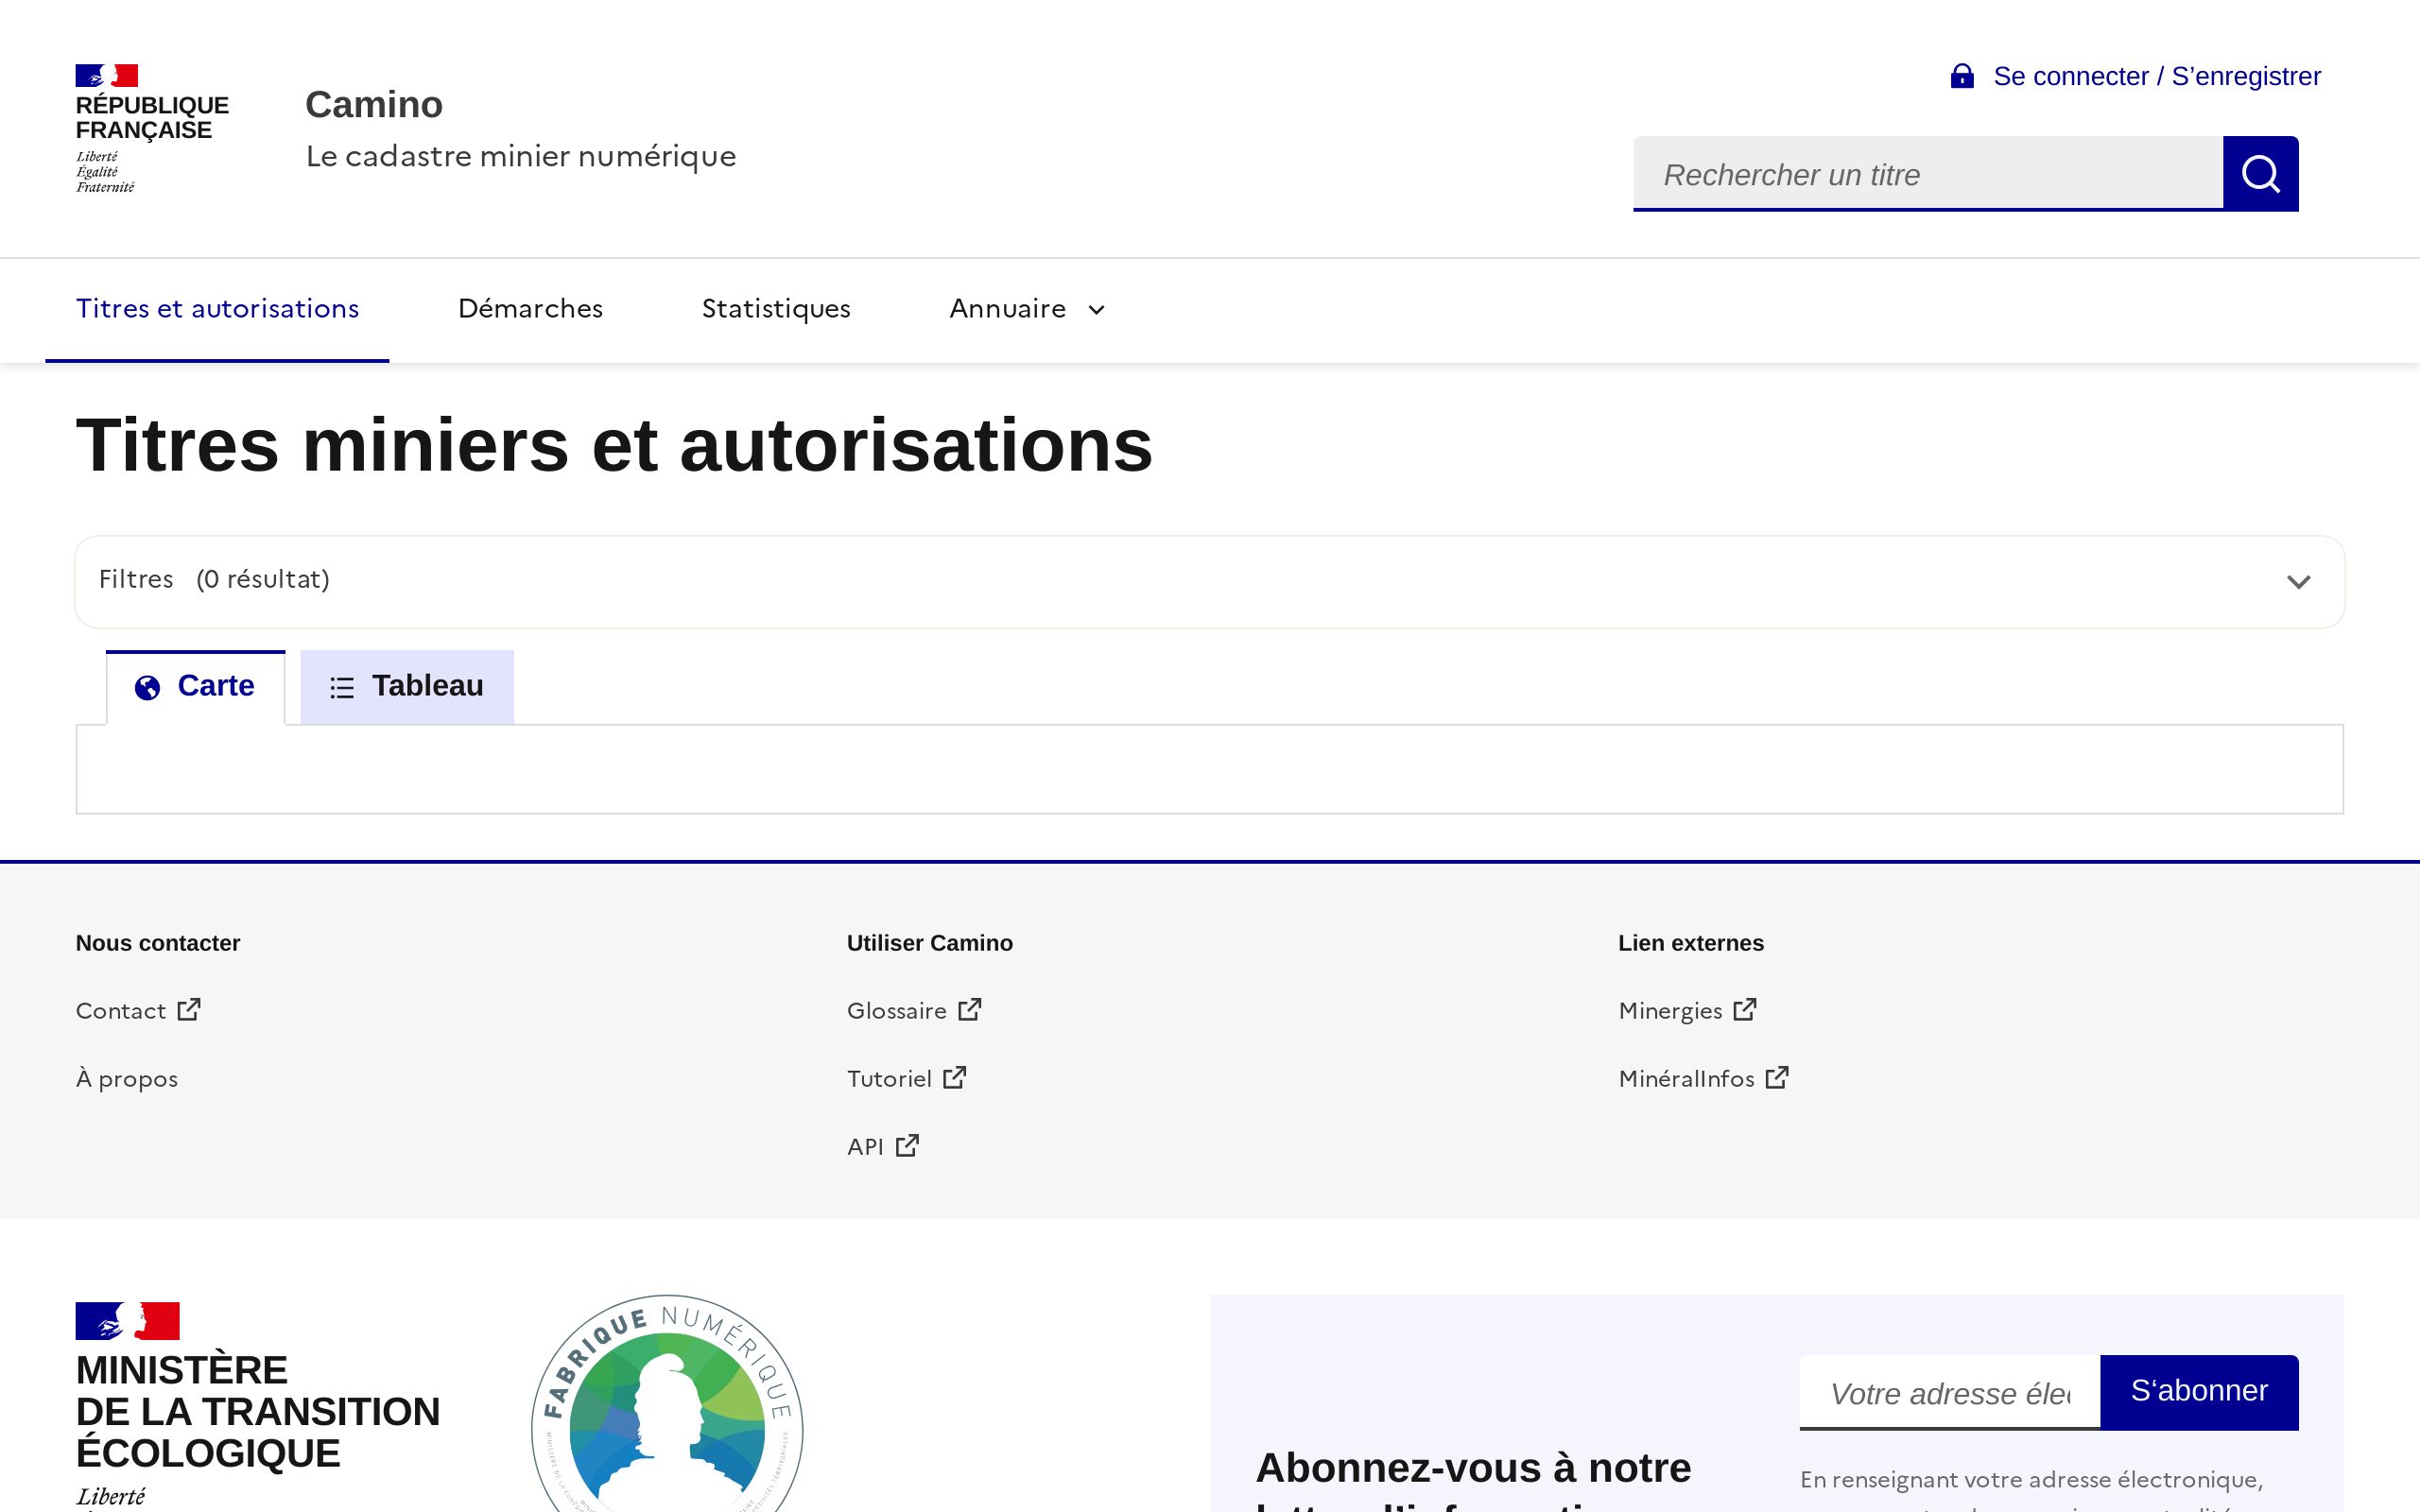 RÉPUBLIQUE
FRANÇAISE
Liberté
Égalité
Fraternité
Camino
Le cadastre minier numérique
Se connecter / S’enregistrer
Rechercher un titre
Titres et autorisations
Démarches
Statistiques
Annuaire
Titres miniers et autorisations
Filtres (0 résultat)
Carte
Tableau
Nous contacter
Contact
À propos
Utiliser Camino
Glossaire
Tutoriel
API
Lien externes
Minergies
MinéralInfos
MINISTÈRE
DE LA TRANSITION
ÉCOLOGIQUE
Liberté
FABRIQUE NUMÉRIQUE
Abonnez-vous à notre
Votre adresse éle
S‘abonner
En renseignant votre adresse électronique,